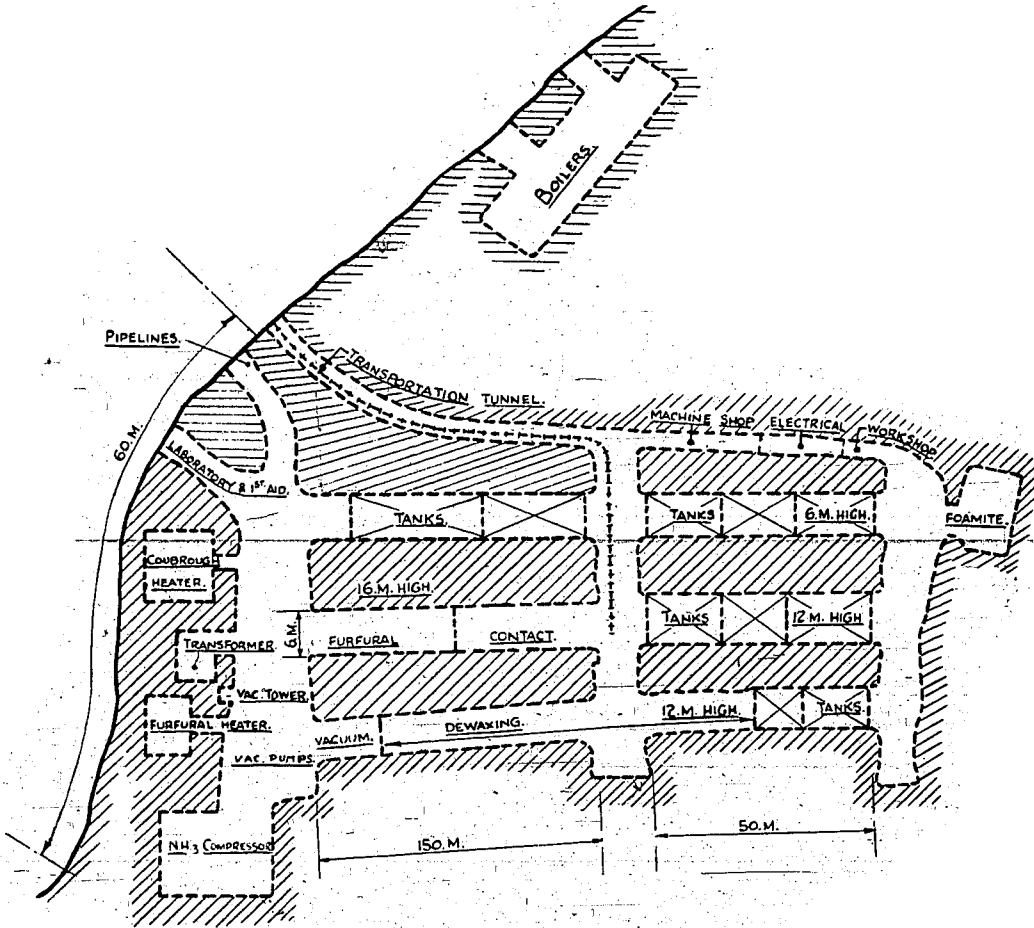 BOILERS.
PIPELINES.
TRANSPORTATION TUNNEL.
60.M.
MACHINE SHOP ELECTRICAL WORKSHOP
LABORATORY & 1ST. AID.
TANKS. TANKS 6.M. HIGH. FOAMITE.
COUBROUGH
HEATER.
16.M. HIGH.
6.M.
FURFURAL CONTACT. TANKS 12.M. HIGH
TRANSFORMER.
VAC. TOWER.
FURFURAL HEATER. VACUUM. DEWAXING. 12.M. HIGH. TANKS.
VAC. PUMPS.
NH3 COMPRESSOR
150.M. 50.M.